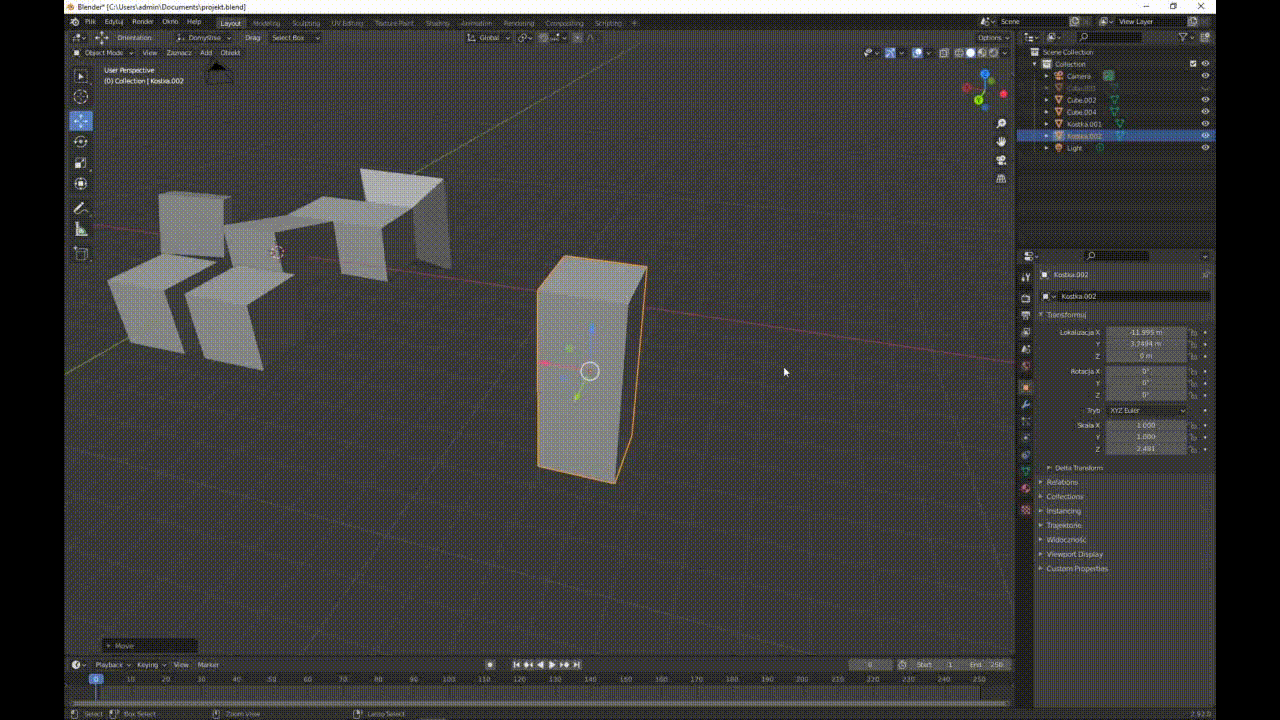 Blender* [C:\Users\admin\Documents\projekt.blend]
Plik Edytuj Render Okno Help Layout Modeling Sculpting UV Editing Texture Paint Shading Animation Rendering Compositing Scripting + Scene View Layer
Orientation: Domyślnie Drag: Select Box Global Options
Object Mode View Zaznacz Add Obiekt
User Perspective
(0) Collection | Kostka.002
Scene Collection
Collection
Camera
Cube.001
Cube.002
Cube.004
Kostka.001
Kostka.002
Light
Kostka.002
Kostka.002
Transformuj
Lokalizacja X -11.995 m
Y 3.7494 m
Z 0 m
Rotacja X 0°
Y 0°
Z 0°
Tryb XYZ Euler
Skala X 1.000
Y 1.000
Z 2.491
Delta Transform
Relations
Collections
Instancing
Trajektorie
Widoczność
Viewport Display
Custom Properties
Move
Playback Keying View Marker 0 Start 1 End 250
0 10 20 30 40 50 60 70 80 90 100 110 120 130 140 150 160 170 180 190 200 210 220 230 240 250
Select Box Select Zoom View Lasso Select 2.92.0